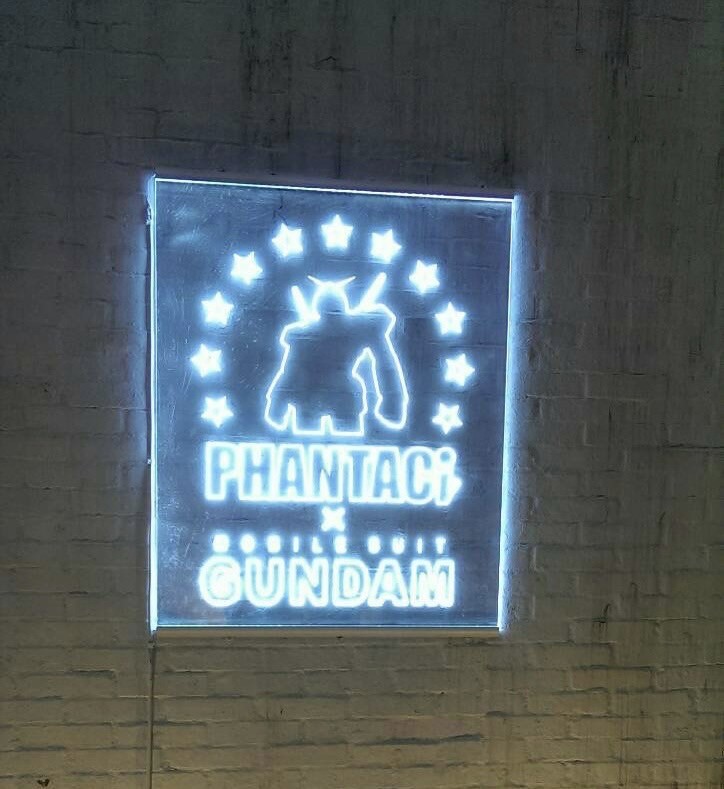 PHANTACi
×
MOBILE SUIT
GUNDAM